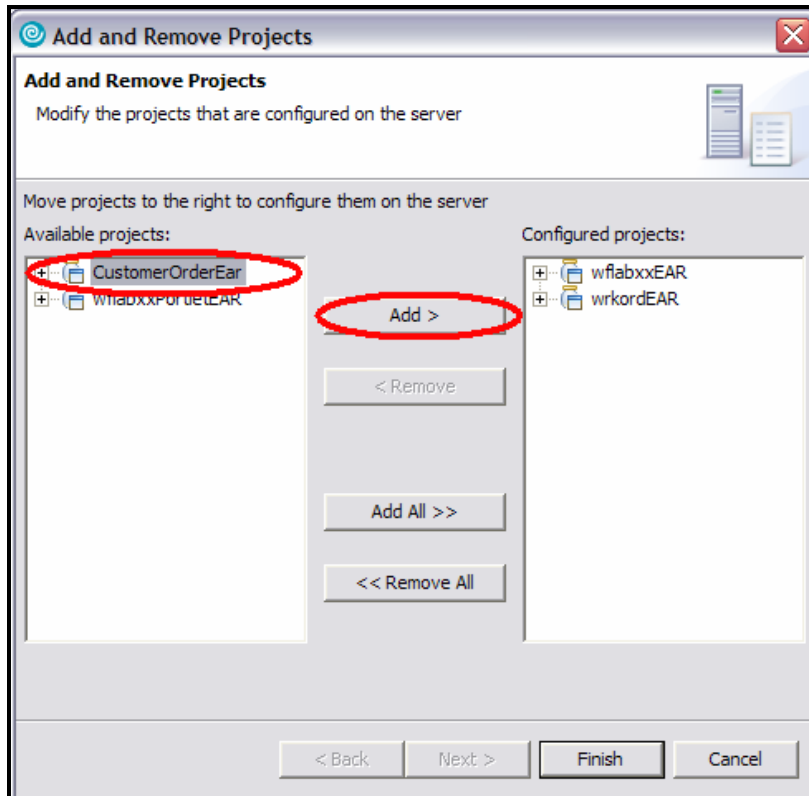 Add and Remove Projects
Add and Remove Projects
Modify the projects that are configured on the server
Move projects to the right to configure them on the server
Available projects:
Configured projects:
CustomerOrderEar
wflabxxPortletEAR
wflabxxEAR
wrkordEAR
Add >
< Remove
Add All >>
<< Remove All
< Back
Next >
Finish
Cancel